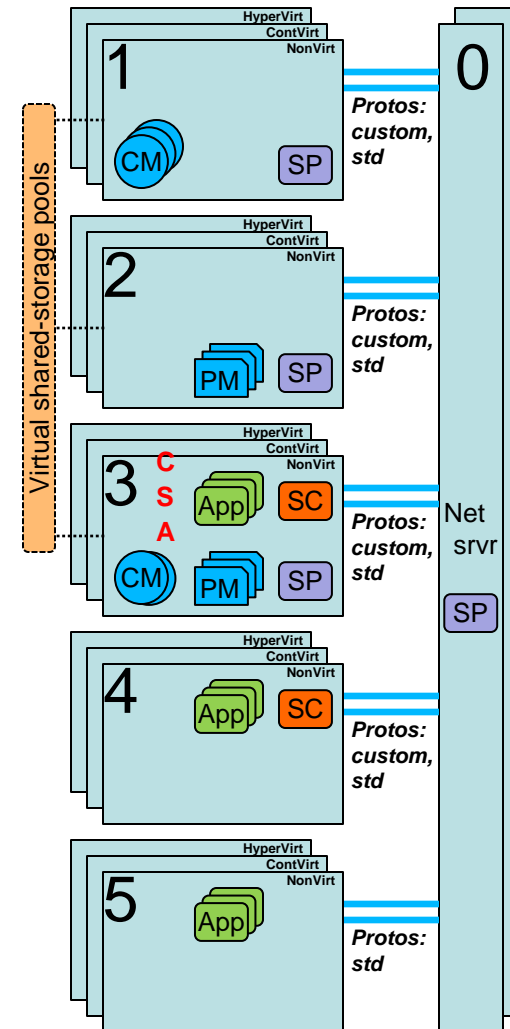 HyperVirt
ContVirt
NonVirt
1
CM
SP
Protos:
custom,
std
0
Virtual shared-storage pools
HyperVirt
ContVirt
NonVirt
2
PM
SP
Protos:
custom,
std
HyperVirt
ContVirt
NonVirt
3
C
S
A
App
SC
CM
PM
SP
Protos:
custom,
std
Net
srvr
SP
HyperVirt
ContVirt
NonVirt
4
App
SC
Protos:
custom,
std
HyperVirt
ContVirt
NonVirt
5
App
Protos:
std